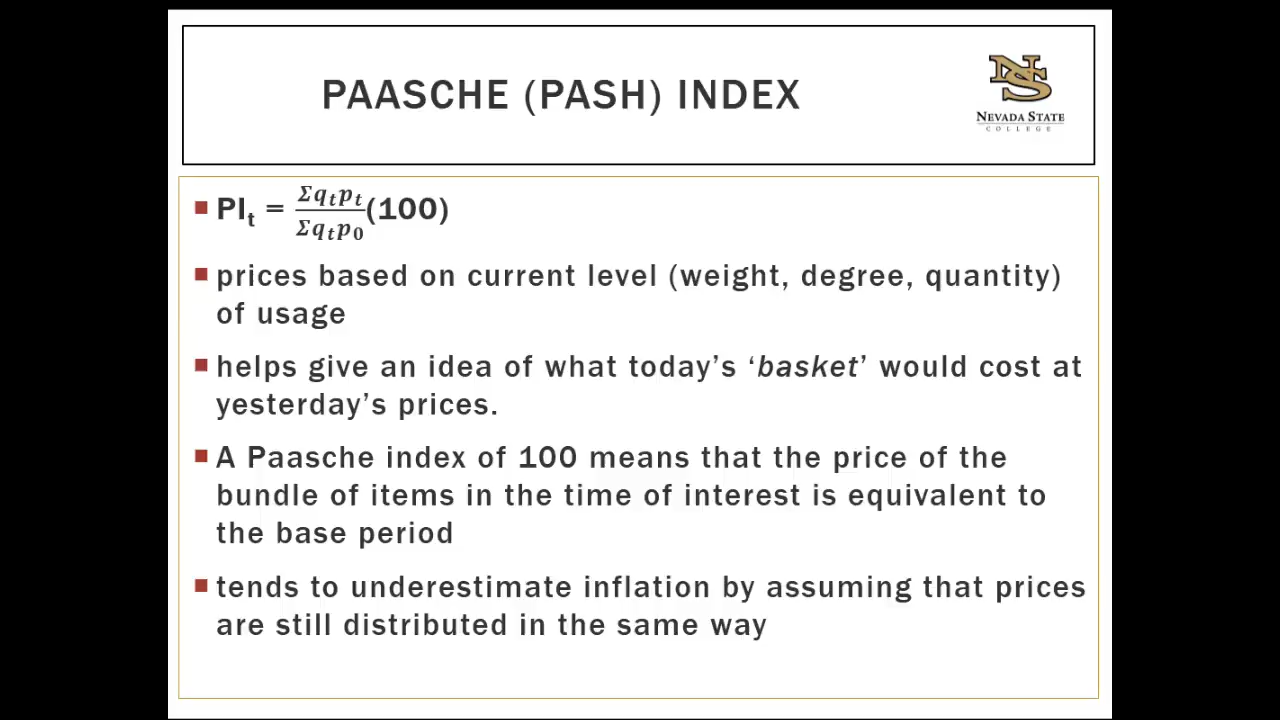 PAASCHE (PASH) INDEX
NS
NEVADA STATE
COLLEGE
PIₜ = Σqₜpₜ/Σqₜp₀(100)
prices based on current level (weight, degree, quantity)
of usage
helps give an idea of what today’s ‘basket’ would cost at
yesterday’s prices.
A Paasche index of 100 means that the price of the
bundle of items in the time of interest is equivalent to
the base period
tends to underestimate inflation by assuming that prices
are still distributed in the same way